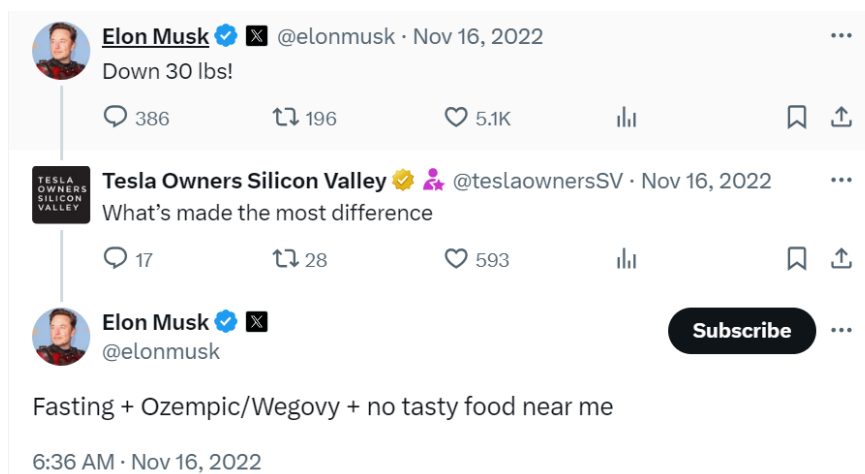 Elon Musk @elonmusk · Nov 16, 2022
Down 30 lbs!
386 196 5.1K
TESLA
OWNERS
SILICON
VALLEY
Tesla Owners Silicon Valley @teslaownersSV · Nov 16, 2022
What’s made the most difference
17 28 593
Elon Musk
@elonmusk
Subscribe
Fasting + Ozempic/Wegovy + no tasty food near me
6:36 AM · Nov 16, 2022